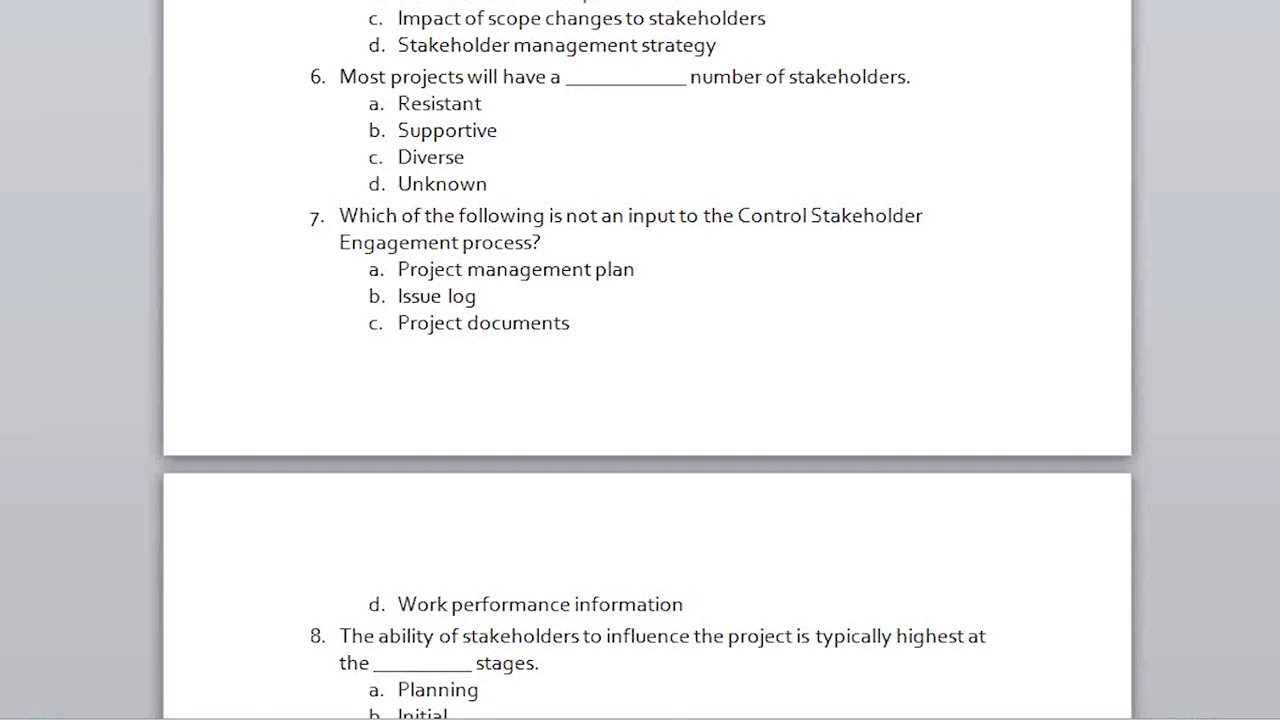 c. Impact of scope changes to stakeholders
d. Stakeholder management strategy
6. Most projects will have a ____________ number of stakeholders.
a. Resistant
b. Supportive
c. Diverse
d. Unknown
7. Which of the following is not an input to the Control Stakeholder
Engagement process?
a. Project management plan
b. Issue log
c. Project documents
d. Work performance information
8. The ability of stakeholders to influence the project is typically highest at
the __________ stages.
a. Planning
b. Initial